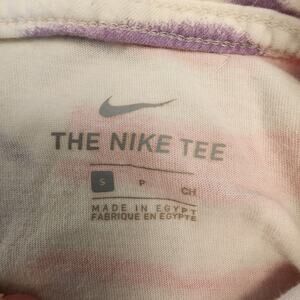 THE NIKE TEE
S P CH
MADE IN EGYPT
FABRIQUE EN EGYPTE